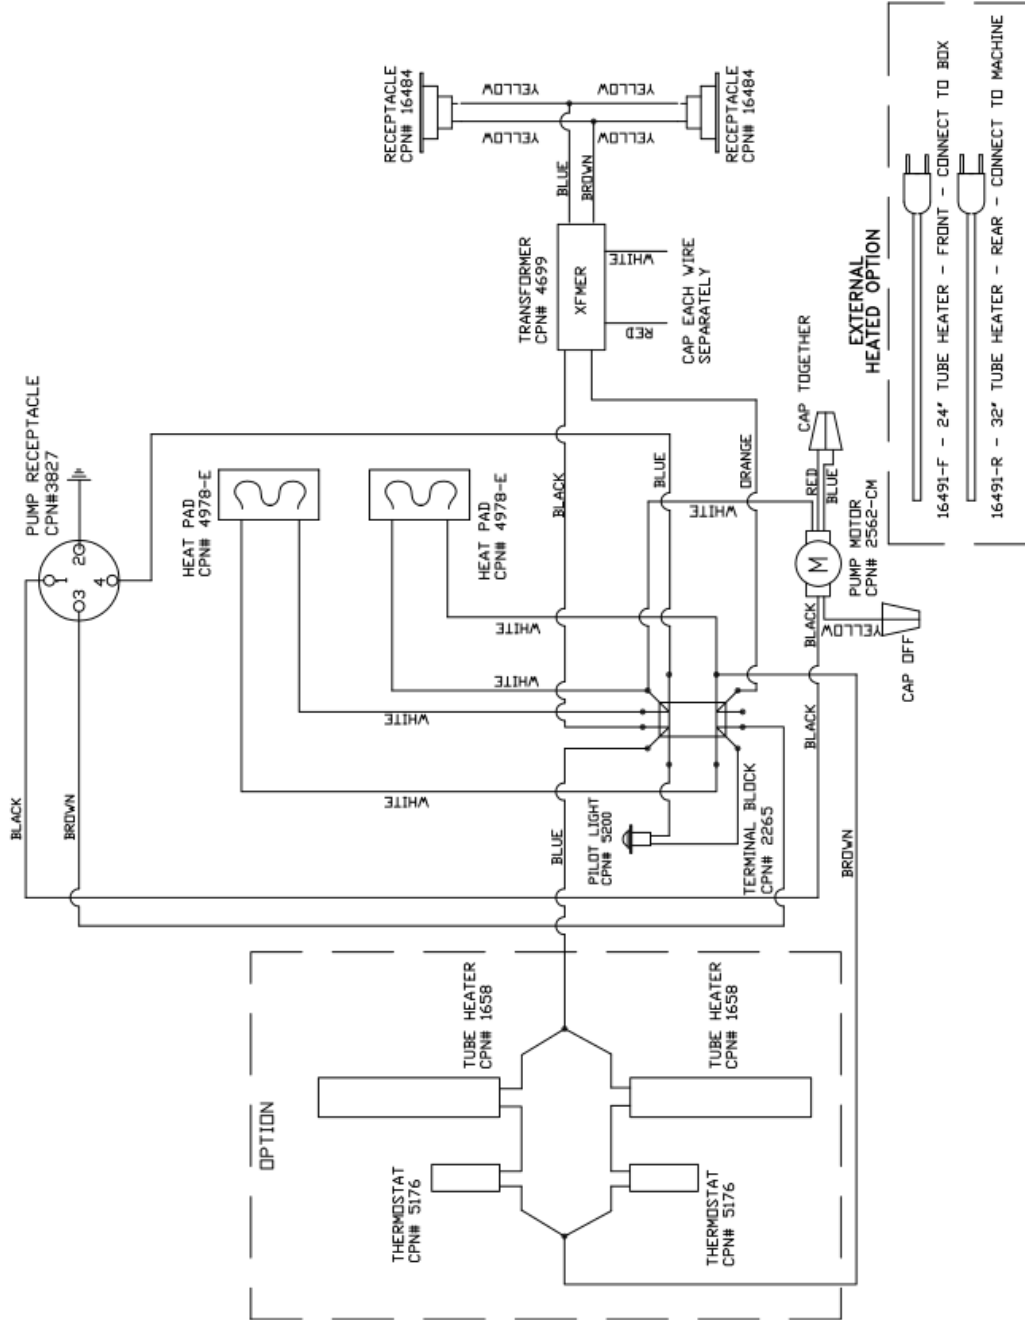 PUMP RECEPTACLE
CPN#3827
1
2
3
4
BLACK
BROWN
HEAT PAD
CPN# 4978-E
HEAT PAD
CPN# 4978-E
WHITE
WHITE
WHITE
WHITE
RECEPTACLE
CPN# 16484
YELLOW
YELLOW
YELLOW
YELLOW
RECEPTACLE
CPN# 16484
BLUE
BROWN
TRANSFORMER
CPN# 4699
XFMER
WHITE
RED
CAP EACH WIRE
SEPARATELY
BLACK
BLUE
ORANGE
WHITE
CAP TOGETHER
RED
BLUE
M
PUMP MOTOR
CPN# 2562-CM
BLACK
YELLOW
CAP OFF
BLACK
PILOT LIGHT
CPN# 5200
TERMINAL BLOCK
CPN# 2265
BLUE
BROWN
OPTION
TUBE HEATER
CPN# 1658
TUBE HEATER
CPN# 1658
THERMOSTAT
CPN# 5176
THERMOSTAT
CPN# 5176
EXTERNAL
HEATED OPTION
16491-F - 24" TUBE HEATER - FRONT - CONNECT TO BOX
16491-R - 32" TUBE HEATER - REAR - CONNECT TO MACHINE